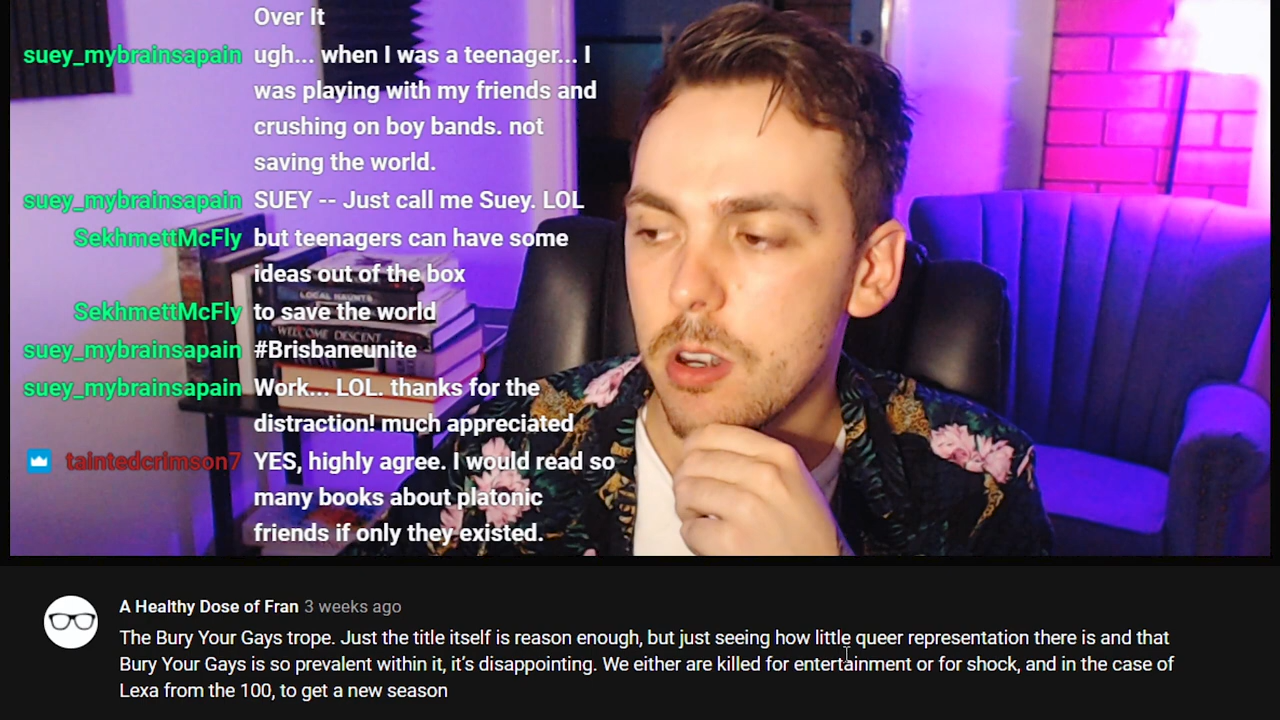 Over It
suey_mybrainsapain ugh... when I was a teenager... I
was playing with my friends and
crushing on boy bands. not
saving the world.
suey_mybrainsapain SUEY -- Just call me Suey. LOL
SekhmettMcFly but teenagers can have some
ideas out of the box
SekhmettMcFly to save the world
suey_mybrainsapain #Brisbaneunite
suey_mybrainsapain Work... LOL. thanks for the
distraction! much appreciated
taintedcrimson7 YES, highly agree. I would read so
many books about platonic
friends if only they existed.
LOCAL HAUNTS
WELCOME DESCENT
A Healthy Dose of Fran 3 weeks ago
The Bury Your Gays trope. Just the title itself is reason enough, but just seeing how little queer representation there is and that
Bury Your Gays is so prevalent within it, it's disappointing. We either are killed for entertainment or for shock, and in the case of
Lexa from the 100, to get a new season